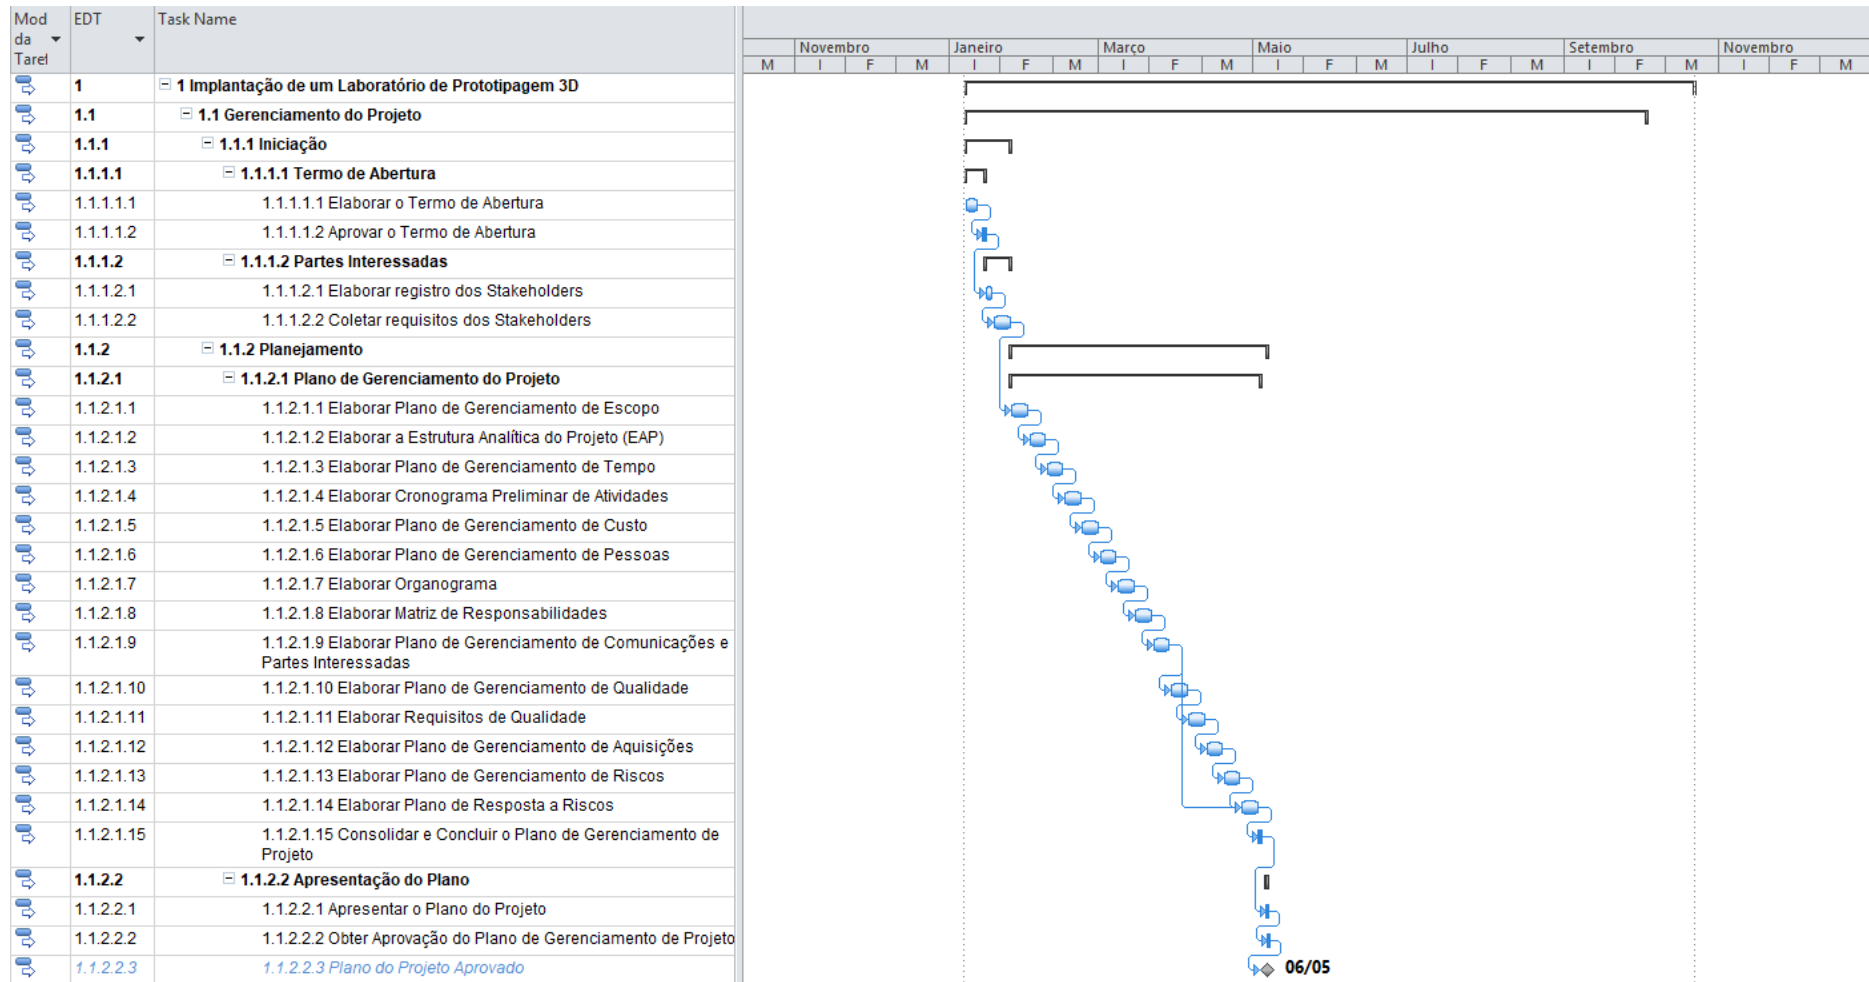 Mod da Taref EDT Task Name
Novembro Janeiro Março Maio Julho Setembro Novembro
M I F M I F M I F M I F M I F M I F M I F M
1 1 Implantação de um Laboratório de Prototipagem 3D
1.1 1.1 Gerenciamento do Projeto
1.1.1 1.1.1 Iniciação
1.1.1.1 1.1.1.1 Termo de Abertura
1.1.1.1.1 1.1.1.1.1 Elaborar o Termo de Abertura
1.1.1.1.2 1.1.1.1.2 Aprovar o Termo de Abertura
1.1.1.2 1.1.1.2 Partes Interessadas
1.1.1.2.1 1.1.1.2.1 Elaborar registro dos Stakeholders
1.1.1.2.2 1.1.1.2.2 Coletar requisitos dos Stakeholders
1.1.2 1.1.2 Planejamento
1.1.2.1 1.1.2.1 Plano de Gerenciamento do Projeto
1.1.2.1.1 1.1.2.1.1 Elaborar Plano de Gerenciamento de Escopo
1.1.2.1.2 1.1.2.1.2 Elaborar a Estrutura Analítica do Projeto (EAP)
1.1.2.1.3 1.1.2.1.3 Elaborar Plano de Gerenciamento de Tempo
1.1.2.1.4 1.1.2.1.4 Elaborar Cronograma Preliminar de Atividades
1.1.2.1.5 1.1.2.1.5 Elaborar Plano de Gerenciamento de Custo
1.1.2.1.6 1.1.2.1.6 Elaborar Plano de Gerenciamento de Pessoas
1.1.2.1.7 1.1.2.1.7 Elaborar Organograma
1.1.2.1.8 1.1.2.1.8 Elaborar Matriz de Responsabilidades
1.1.2.1.9 1.1.2.1.9 Elaborar Plano de Gerenciamento de Comunicações e
Partes Interessadas
1.1.2.1.10 1.1.2.1.10 Elaborar Plano de Gerenciamento de Qualidade
1.1.2.1.11 1.1.2.1.11 Elaborar Requisitos de Qualidade
1.1.2.1.12 1.1.2.1.12 Elaborar Plano de Gerenciamento de Aquisições
1.1.2.1.13 1.1.2.1.13 Elaborar Plano de Gerenciamento de Riscos
1.1.2.1.14 1.1.2.1.14 Elaborar Plano de Resposta a Riscos
1.1.2.1.15 1.1.2.1.15 Consolidar e Concluir o Plano de Gerenciamento de
Projeto
1.1.2.2 1.1.2.2 Apresentação do Plano
1.1.2.2.1 1.1.2.2.1 Apresentar o Plano do Projeto
1.1.2.2.2 1.1.2.2.2 Obter Aprovação do Plano de Gerenciamento de Projeto
1.1.2.2.3 1.1.2.2.3 Plano do Projeto Aprovado 06/05